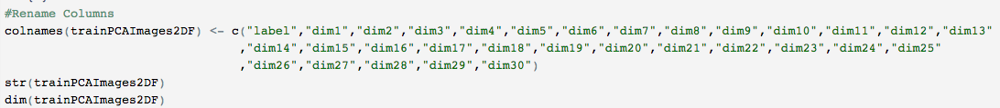 #Rename Columns
colnames(trainPCAImages2DF) <- c("label","dim1","dim2","dim3","dim4","dim5","dim6","dim7","dim8","dim9","dim10","dim11","dim12","dim13"
,"dim14","dim15","dim16","dim17","dim18","dim19","dim20","dim21","dim22","dim23","dim24","dim25"
,"dim26","dim27","dim28","dim29","dim30")
str(trainPCAImages2DF)
dim(trainPCAImages2DF)